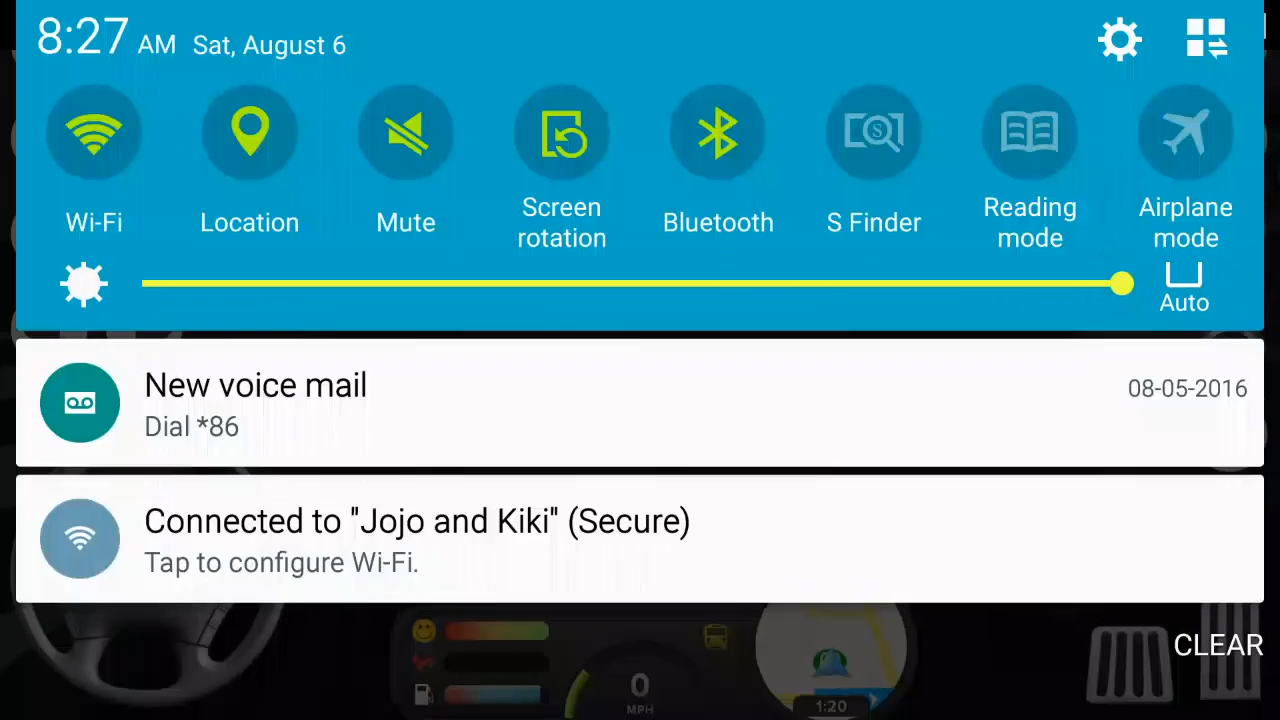 8:27 AM Sat, August 6
Wi-Fi
Location
Mute
Screen
rotation
Bluetooth
S
S Finder
Reading
mode
Airplane
mode
Auto
New voice mail
08-05-2016
Dial *86
Connected to "Jojo and Kiki" (Secure)
Tap to configure Wi-Fi.
CLEAR
0
MPH
1:20